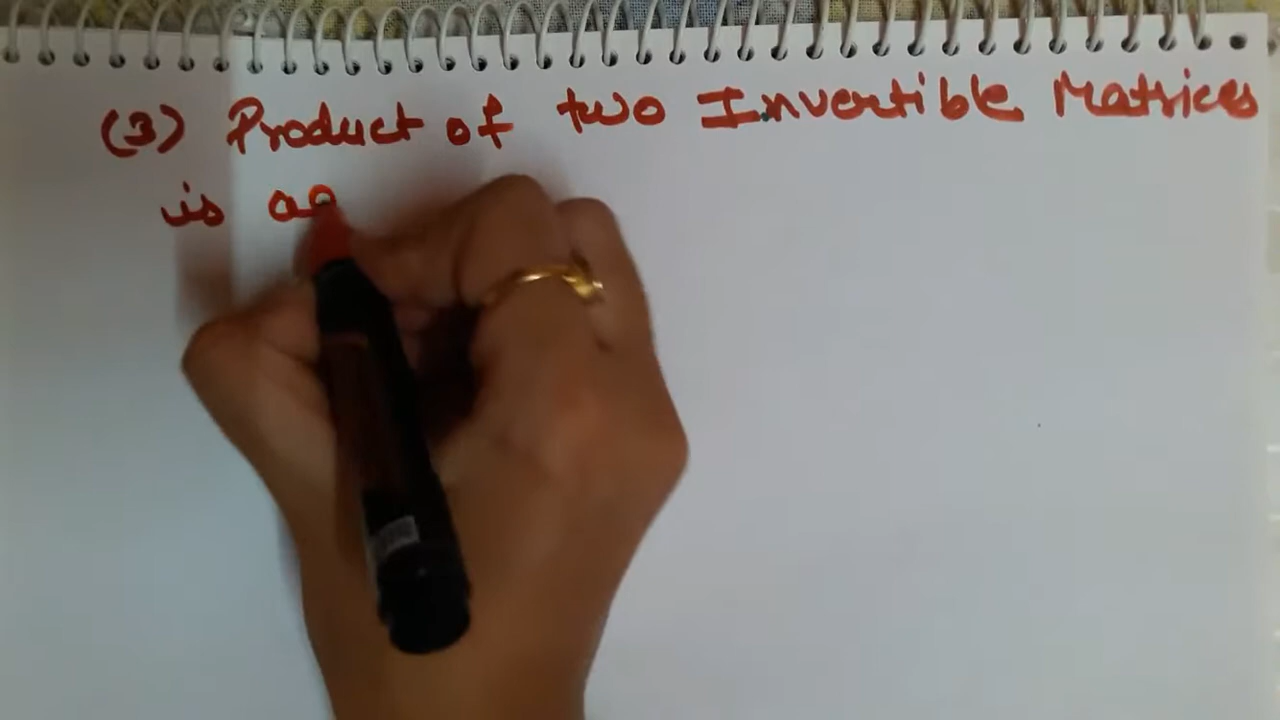 (3) Product of two Invertible Matrices
is